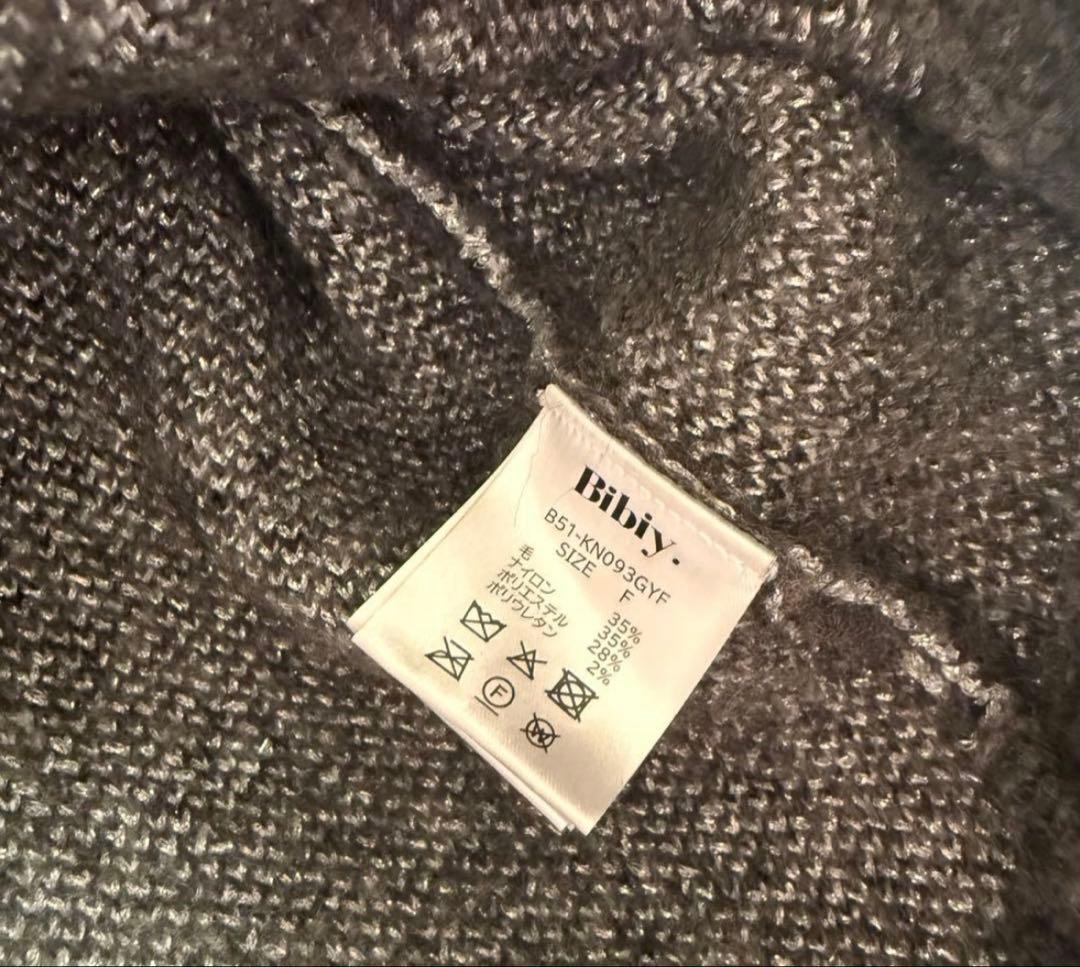 Bibiy.
B51-KN093GYF
SIZE F
毛 35%
ナイロン 35%
ポリエステル 28%
ポリウレタン 2%
F
W